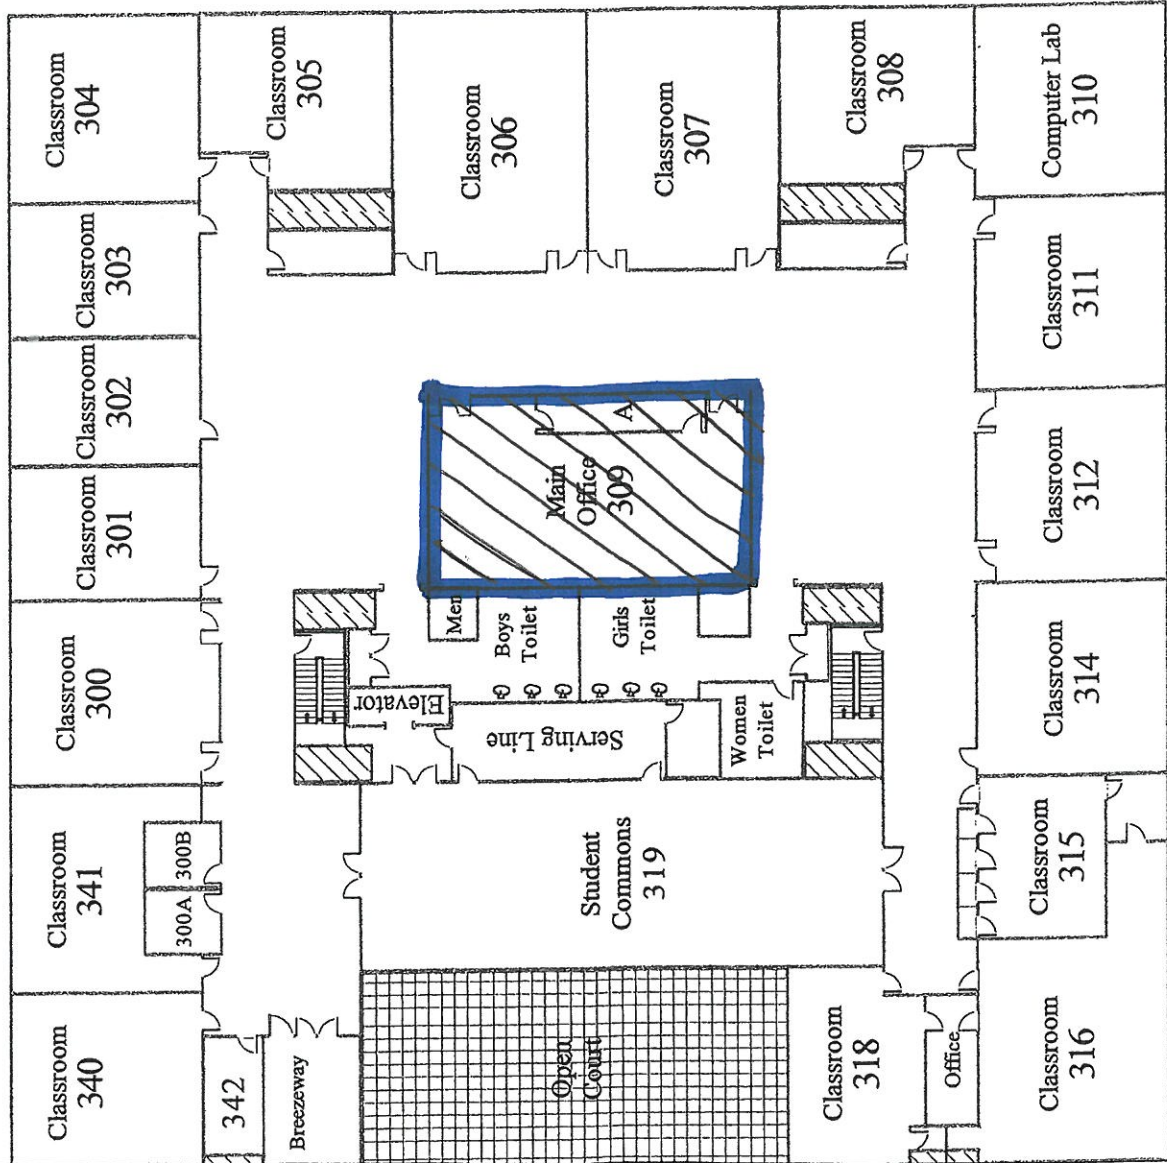 Classroom
340
Classroom
341
Classroom
300
Classroom
301
Classroom
302
Classroom
303
Classroom
304
300A
300B
342
Breezeway
Elevator
Classroom
305
Men
Boys
Toilet
Serving Line
Classroom
306
Open
Court
Student
Commons
319
Girls
Toilet
Main
Office
309
A
Classroom
307
Women
Toilet
Classroom
318
Classroom
308
Office
Classroom
316
Classroom
315
Classroom
314
Classroom
312
Classroom
311
Computer Lab
310